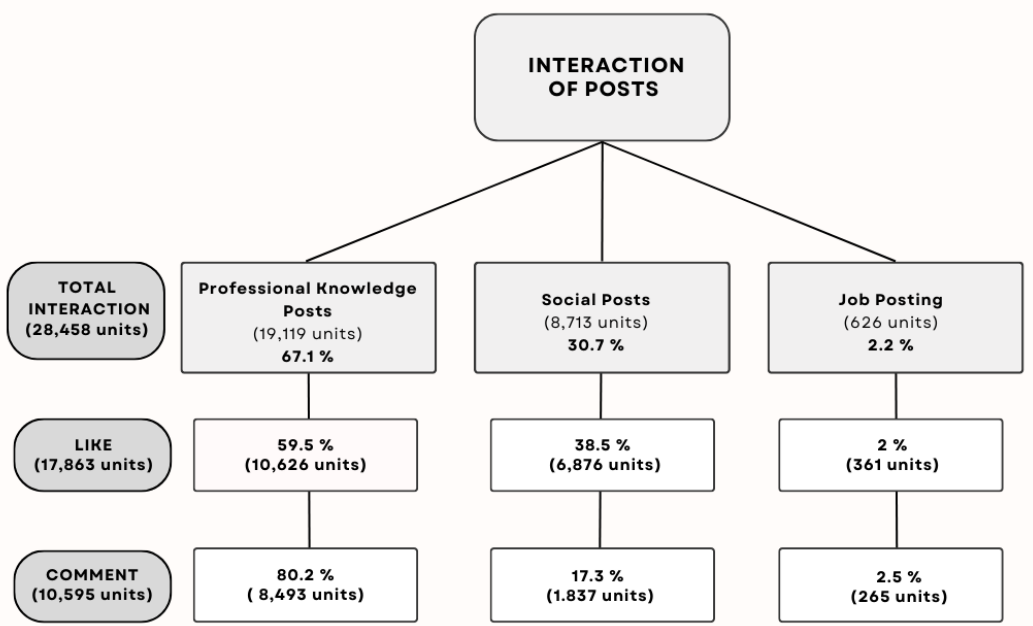 INTERACTION
OF POSTS
TOTAL
INTERACTION
(28,458 units)
Professional Knowledge
Posts
(19,119 units)
67.1 %
Social Posts
(8,713 units)
30.7 %
Job Posting
(626 units)
2.2 %
LIKE
(17,863 units)
59.5 %
(10,626 units)
38.5 %
(6,876 units)
2 %
(361 units)
COMMENT
(10,595 units)
80.2 %
( 8,493 units)
17.3 %
(1.837 units)
2.5 %
(265 units)